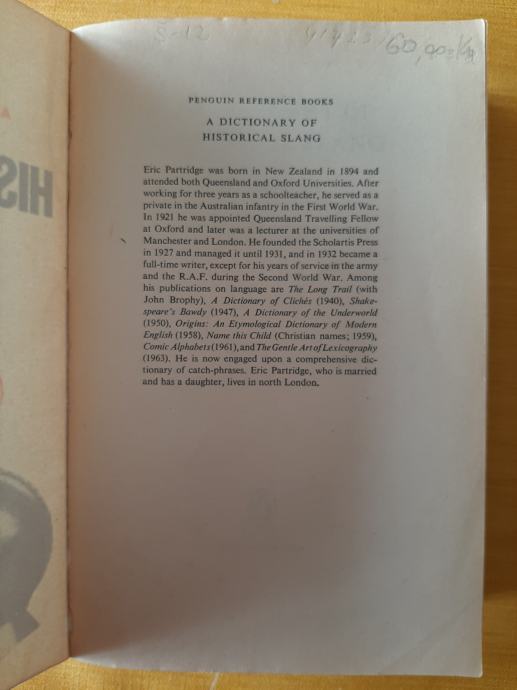 S-12
60,00
PENGUIN REFERENCE BOOKS
A DICTIONARY OF
HISTORICAL SLANG
Eric Partridge was born in New Zealand in 1894 and
attended both Queensland and Oxford Universities. After
working for three years as a schoolteacher, he served as a
private in the Australian infantry in the First World War.
In 1921 he was appointed Queensland Travelling Fellow
at Oxford and later was a lecturer at the universities of
Manchester and London. He founded the Scholartis Press
in 1927 and managed it until 1931, and in 1932 became a
full-time writer, except for his years of service in the army
and the R.A.F. during the Second World War. Among
his publications on language are The Long Trail (with
John Brophy), A Dictionary of Clichés (1940), Shake-
speare's Bawdy (1947), A Dictionary of the Underworld
(1950), Origins: An Etymological Dictionary of Modern
English (1958), Name this Child (Christian names; 1959),
Comic Alphabets (1961), and The Gentle Art of Lexicography
(1963). He is now engaged upon a comprehensive dic-
tionary of catch-phrases. Eric Partridge, who is married
and has a daughter, lives in north London.
HIS